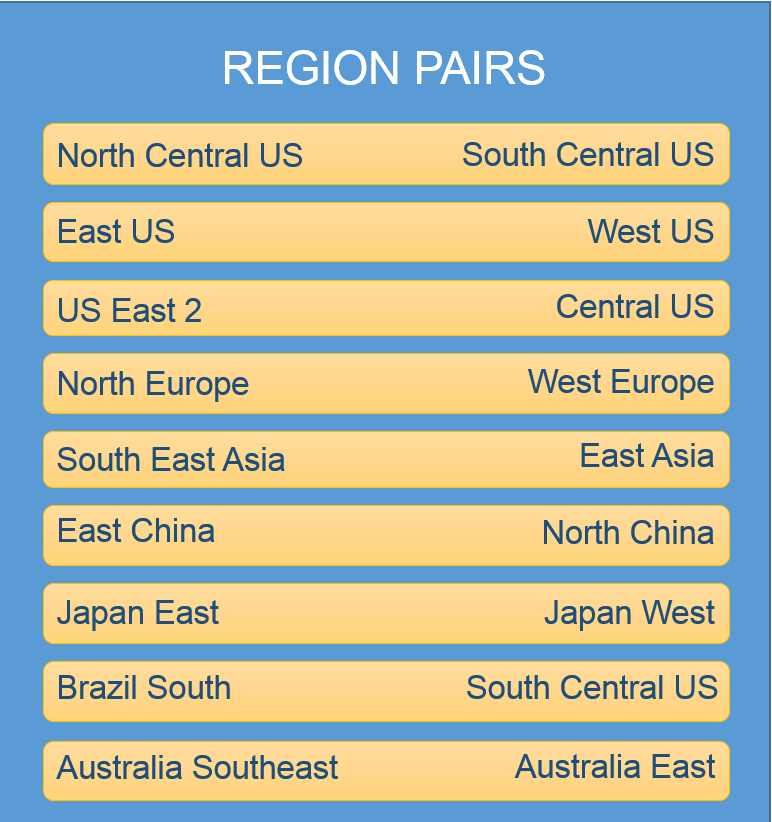 REGION PAIRS
North Central US South Central US
East US West US
US East 2 Central US
North Europe West Europe
South East Asia East Asia
East China North China
Japan East Japan West
Brazil South South Central US
Australia Southeast Australia East